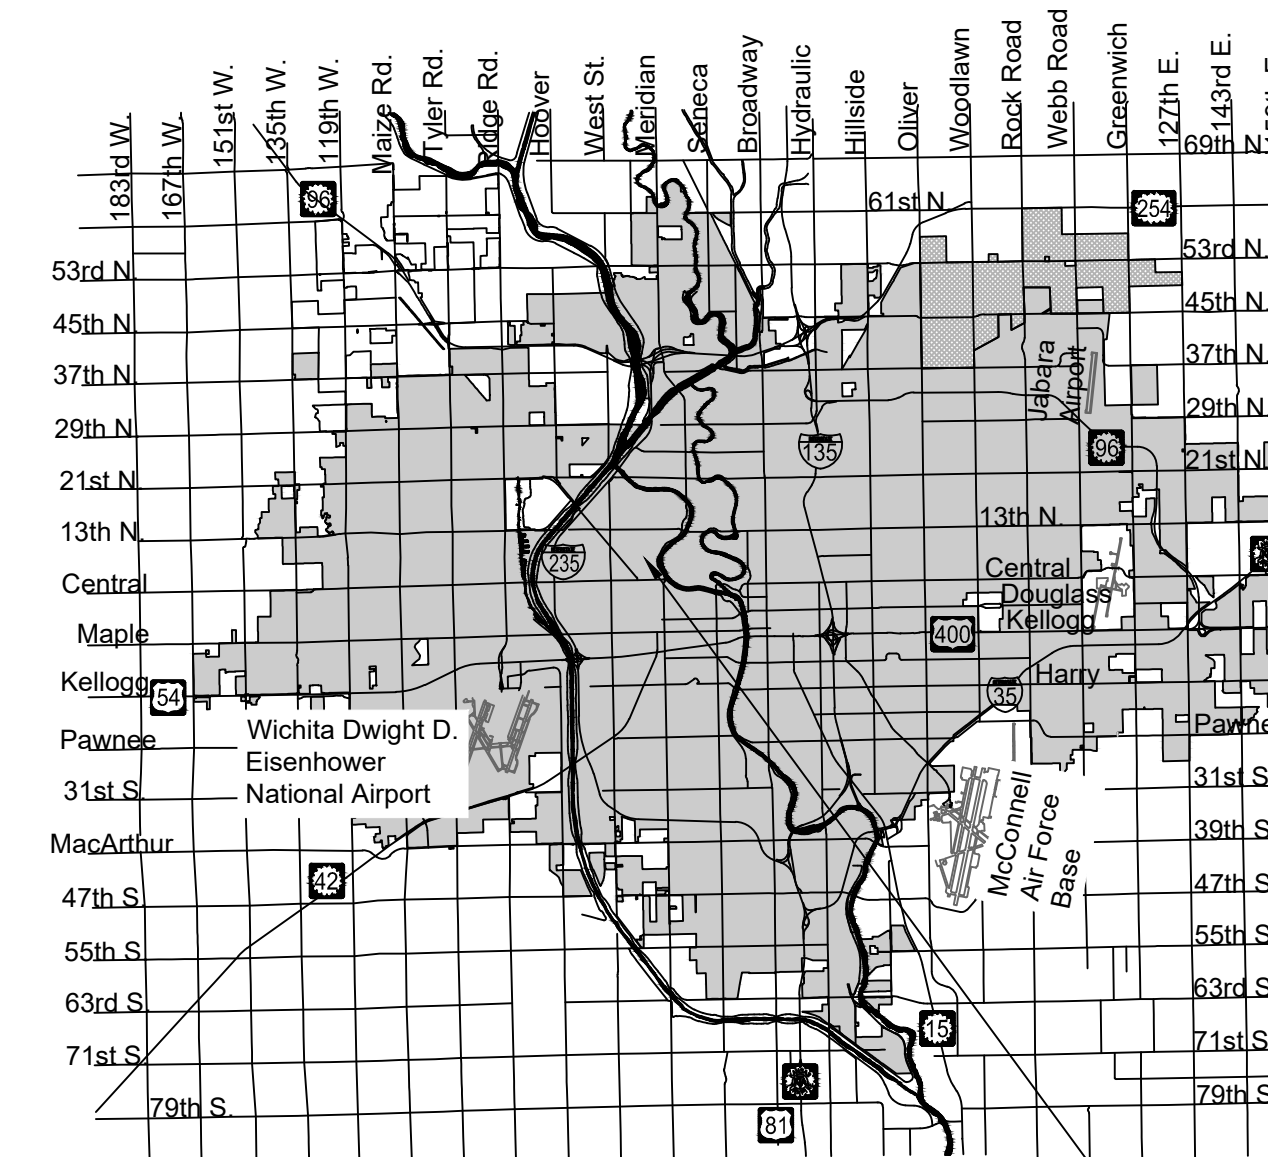 183rd W.
167th W.
151st W.
135th W.
119th W.
Maize Rd.
Tyler Rd.
Ridge Rd.
Hoover
West St.
Meridian
Seneca
Broadway
Hydraulic
Hillside
Oliver
Woodlawn
Rock Road
Webb Road
Greenwich
127th E.
143rd E.
69th N.
96
61st N.
254
53rd N.
53rd N.
45th N.
45th N.
37th N.
37th N.
Jabara
Airport
29th N.
29th N.
135
96
21st N.
21st N.
13th N.
13th N.
235
Central
Central
Douglass
Maple
Kellogg
400
Kellogg
54
Harry
35
Wichita Dwight D.
Eisenhower
National Airport
Pawnee
Pawne
31st S.
31st S
McConnell
Air Force
Base
MacArthur
39th S
42
47th S.
47th S
55th S.
55th S
63rd S.
63rd S
15
71st S.
71st S
79th S.
79th S
81